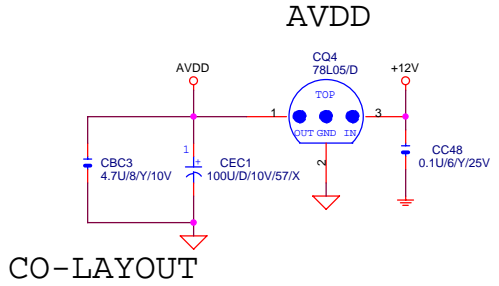 AVDD
AVDD
CQ4
78L05/D
+12V
TOP
OUT GND IN
1
3
2
CBC3
4.7U/8/Y/10V
1
+
CEC1
100U/D/10V/57/X
CC48
0.1U/6/Y/25V
CO-LAYOUT